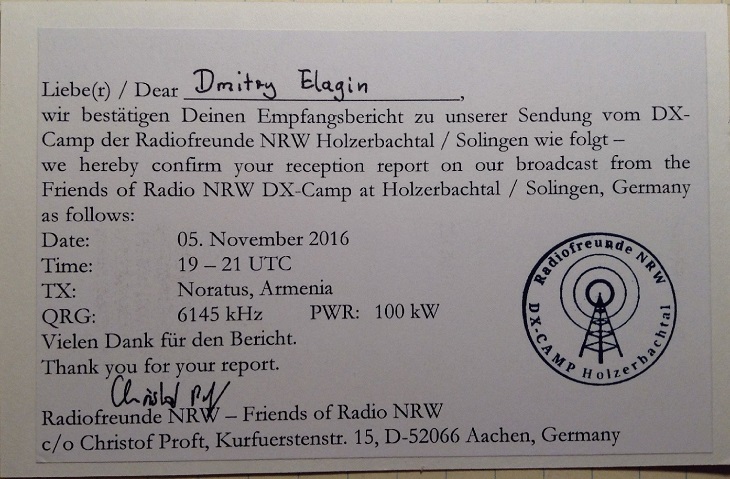 Liebe(r) / Dear Dmitry Elagin,
wir bestätigen Deinen Empfangsbericht zu unserer Sendung vom DX-
Camp der Radiofreunde NRW Holzerbachtal / Solingen wie folgt –
we hereby confirm your reception report on our broadcast from the
Friends of Radio NRW DX-Camp at Holzerbachtal / Solingen, Germany
as follows:
Date: 05. November 2016
Time: 19 – 21 UTC
TX: Noratus, Armenia
QRG: 6145 kHz PWR: 100 kW
Vielen Dank für den Bericht.
Thank you for your report.
Radiofreunde NRW – Friends of Radio NRW
c/o Christof Proft, Kurfuerstenstr. 15, D-52066 Aachen, Germany
Radiofreunde NRW
DX-CAMP Holzerbachtal